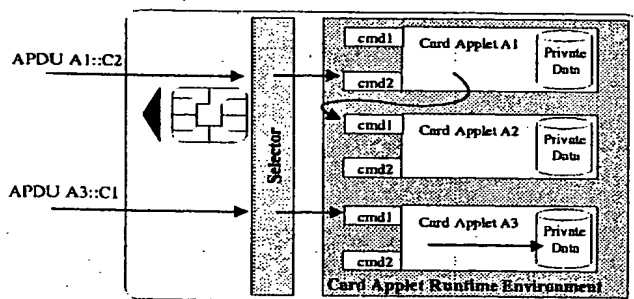 cmd1
Card Applet A1
Private
Data
APDU A1::C2
cmd2
cmd1
Card Applet A2
Private
Data
cmd2
Selector
APDU A3::C1
cmd1
Card Applet A3
Private
Data
cmd2
Card Applet Runtime Environment